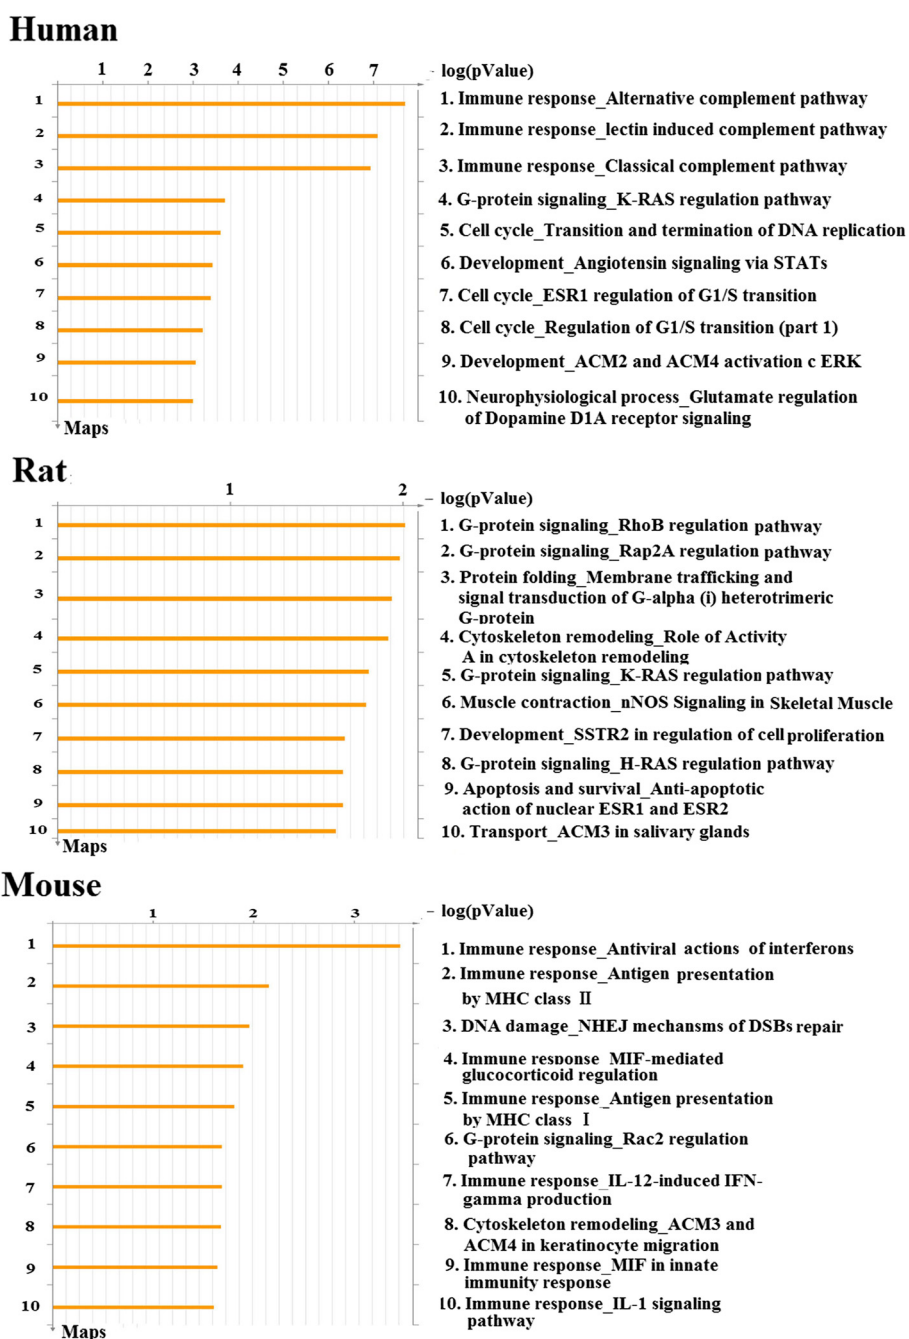 Human
1 2 3 4 5 6 7 - log(pValue)
1 1. Immune response_Alternative complement pathway
2 2. Immune response_lectin induced complement pathway
3 3. Immune response_Classical complement pathway
4 4. G-protein signaling_K-RAS regulation pathway
5 5. Cell cycle_Transition and termination of DNA replication
6 6. Development_Angiotensin signaling via STATs
7 7. Cell cycle_ESR1 regulation of G1/S transition
8 8. Cell cycle_Regulation of G1/S transition (part 1)
9 9. Development_ACM2 and ACM4 activation c ERK
10 10. Neurophysiological process_Glutamate regulation
of Dopamine D1A receptor signaling
Maps
Rat
1 2 - log(pValue)
1 1. G-protein signaling_RhoB regulation pathway
2 2. G-protein signaling_Rap2A regulation pathway
3 3. Protein folding_Membrane trafficking and
signal transduction of G-alpha (i) heterotrimeric
G-protein
4 4. Cytoskeleton remodeling_Role of Activity
A in cytoskeleton remodeling
5 5. G-protein signaling_K-RAS regulation pathway
6 6. Muscle contraction_nNOS Signaling in Skeletal Muscle
7 7. Development_SSTR2 in regulation of cell proliferation
8 8. G-protein signaling_H-RAS regulation pathway
9 9. Apoptosis and survival_Anti-apoptotic
action of nuclear ESR1 and ESR2
10 10. Transport_ACM3 in salivary glands
Maps
Mouse
1 2 3 - log(pValue)
1 1. Immune response_Antiviral actions of interferons
2 2. Immune response_Antigen presentation
by MHC class II
3 3. DNA damage_NHEJ mechansms of DSBs repair
4 4. Immune response MIF-mediated
glucocorticoid regulation
5 5. Immune response_Antigen presentation
by MHC class I
6 6. G-protein signaling_Rac2 regulation
pathway
7 7. Immune response_IL-12-induced IFN-
gamma production
8 8. Cytoskeleton remodeling_ACM3 and
ACM4 in keratinocyte migration
9 9. Immune response_MIF in innate
immunity response
10 10. Immune response_IL-1 signaling
pathway
Maps